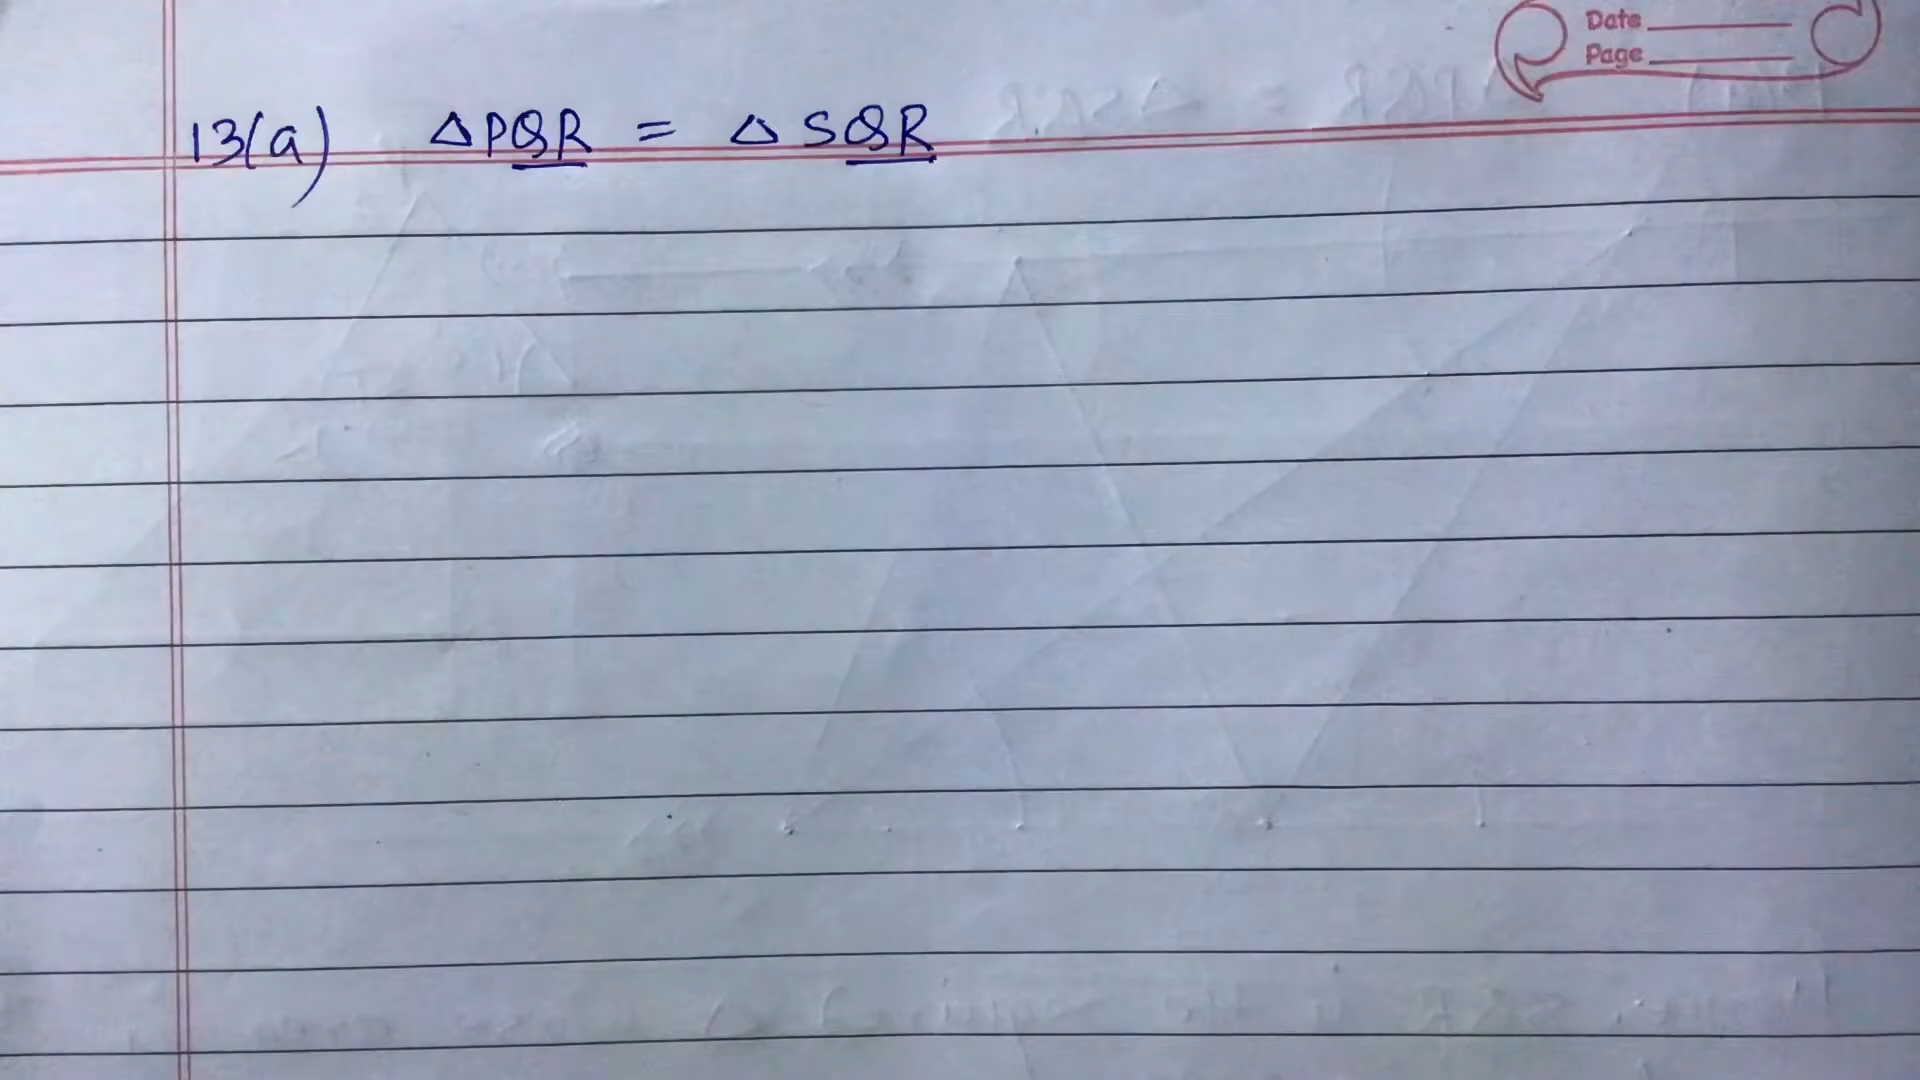 Date
Page
13(a) △PQR = △SQR